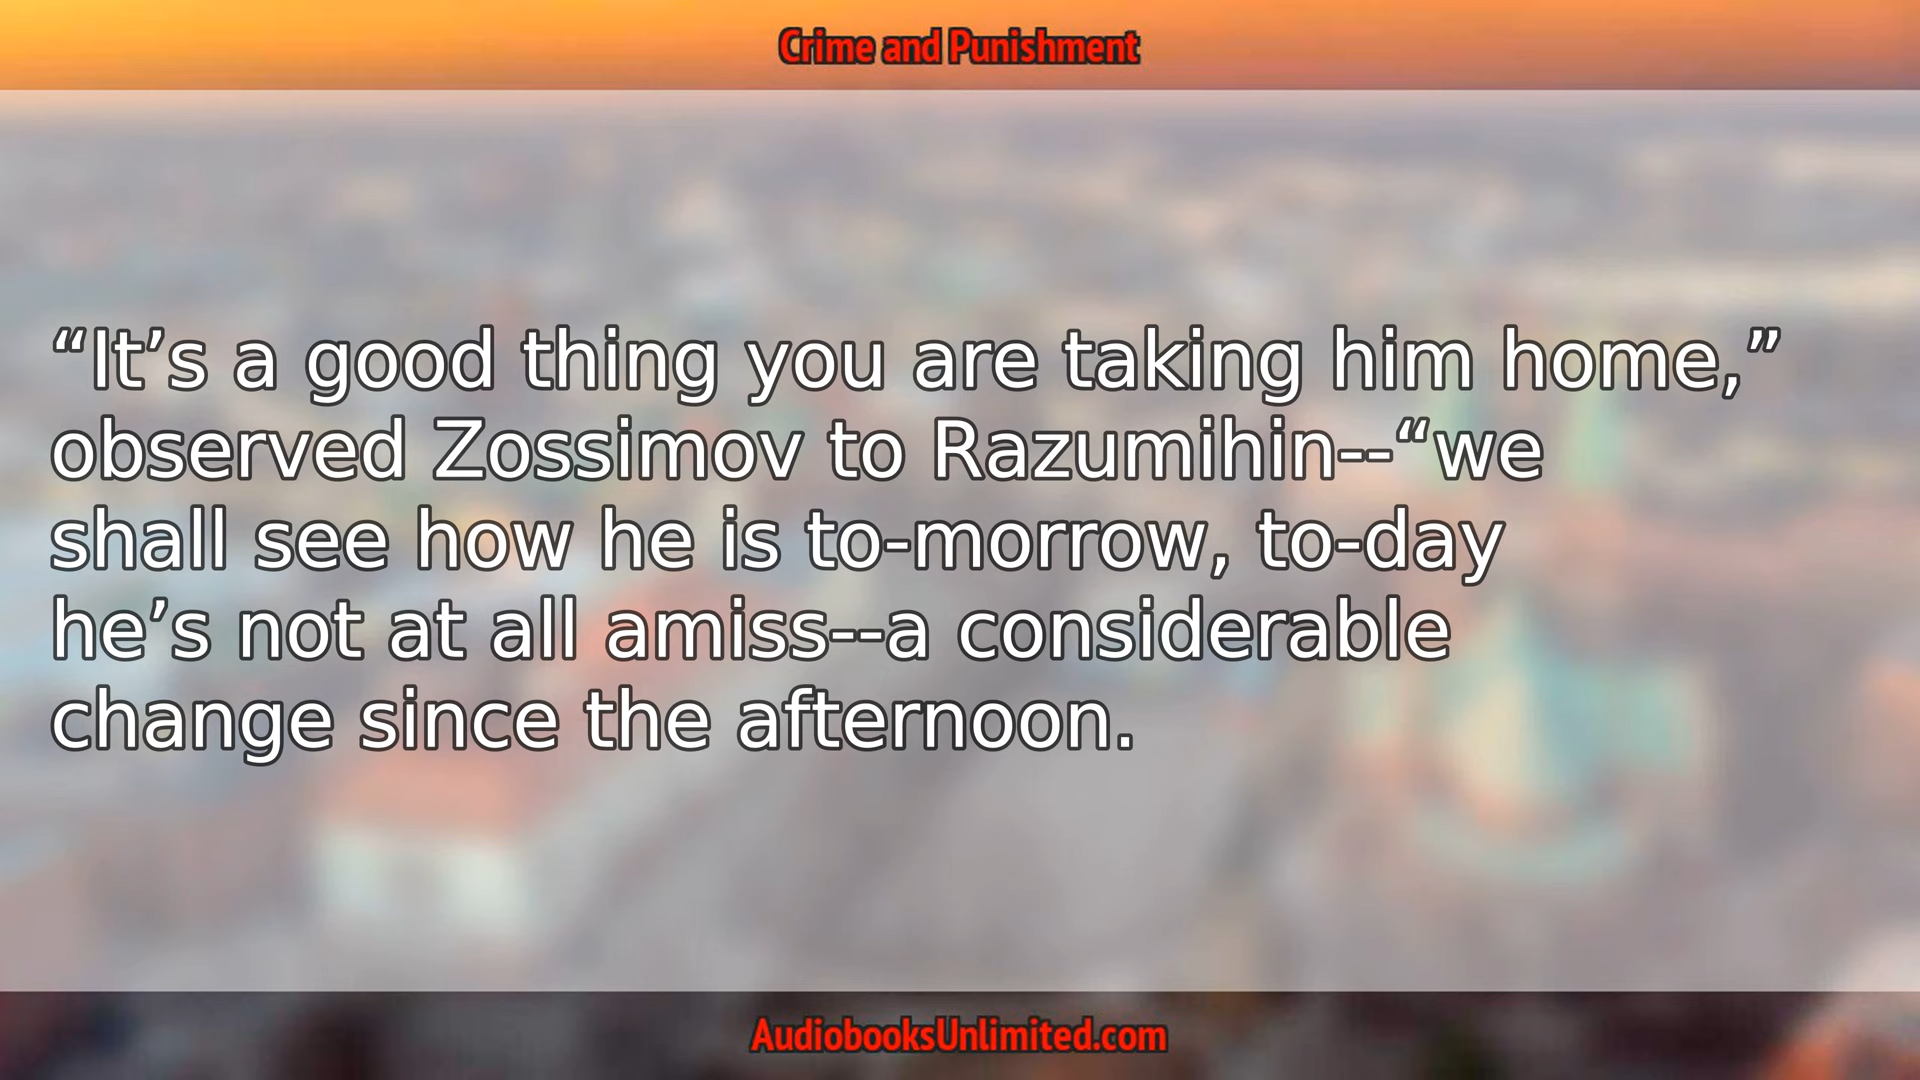 Crime and Punishment
“It’s a good thing you are taking him home,”
observed Zossimov to Razumihin--“we
shall see how he is to-morrow, to-day
he’s not at all amiss--a considerable
change since the afternoon.
AudiobooksUnlimited.com